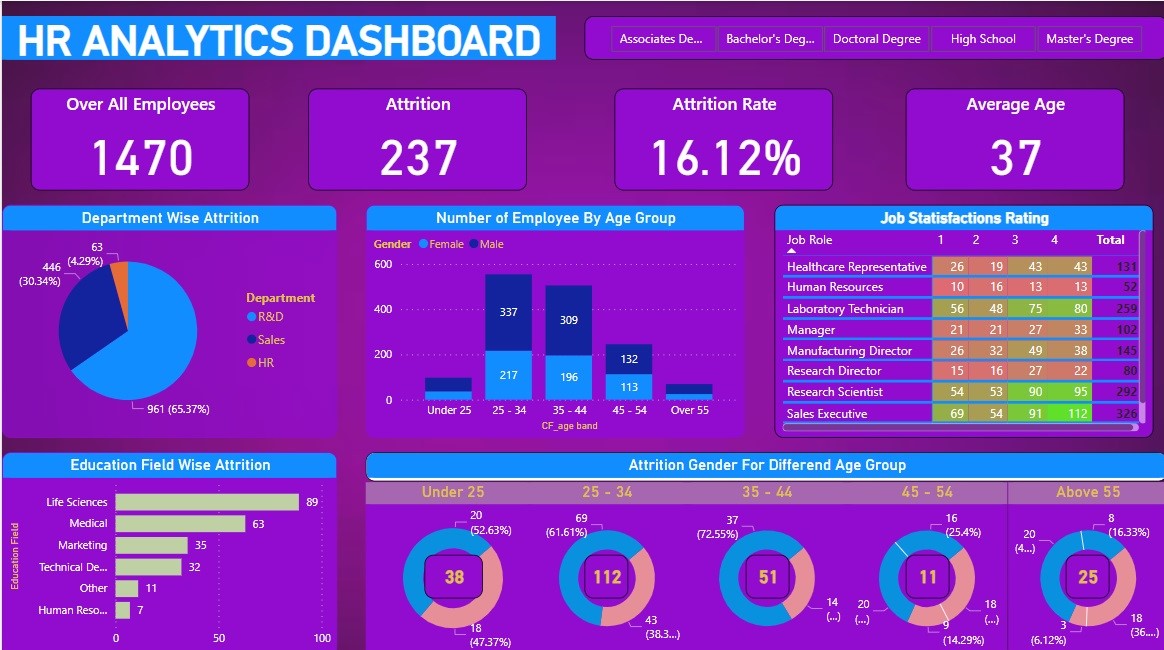 HR ANALYTICS DASHBOARD
Associates De... Bachelor's Deg... Doctoral Degree High School Master's Degree
Over All Employees
1470
Attrition
237
Attrition Rate
16.12%
Average Age
37
Department Wise Attrition
63
(4.29%)
446
(30.34%)
961 (65.37%)
Department
R&D
Sales
HR
Number of Employee By Age Group
Gender Female Male
600
400
200
0
337
217
309
196
132
113
Under 25 25 - 34 35 - 44 45 - 54 Over 55
CF_age band
Job Statisfactions Rating
Job Role 1 2 3 4 Total
Healthcare Representative 26 19 43 43 131
Human Resources 10 16 13 13 52
Laboratory Technician 56 48 75 80 259
Manager 21 21 27 33 102
Manufacturing Director 26 32 49 38 145
Research Director 15 16 27 22 80
Research Scientist 54 53 90 95 292
Sales Executive 69 54 91 112 326
Education Field Wise Attrition
Education Field
Life Sciences 89
Medical 63
Marketing 35
Technical De... 32
Other 11
Human Reso... 7
0 50 100
Attrition Gender For Differend Age Group
Under 25
20
(52.63%)
38
18
(47.37%)
25 - 34
69
(61.61%)
112
43
(38.3...)
35 - 44
37
(72.55%)
51
14
(...)
45 - 54
16
(25.4%)
11
20
(...)
18
(...)
9
(14.29%)
Above 55
8
(16.33%)
20
(4...)
25
3
(6.12%)
18
(36....)